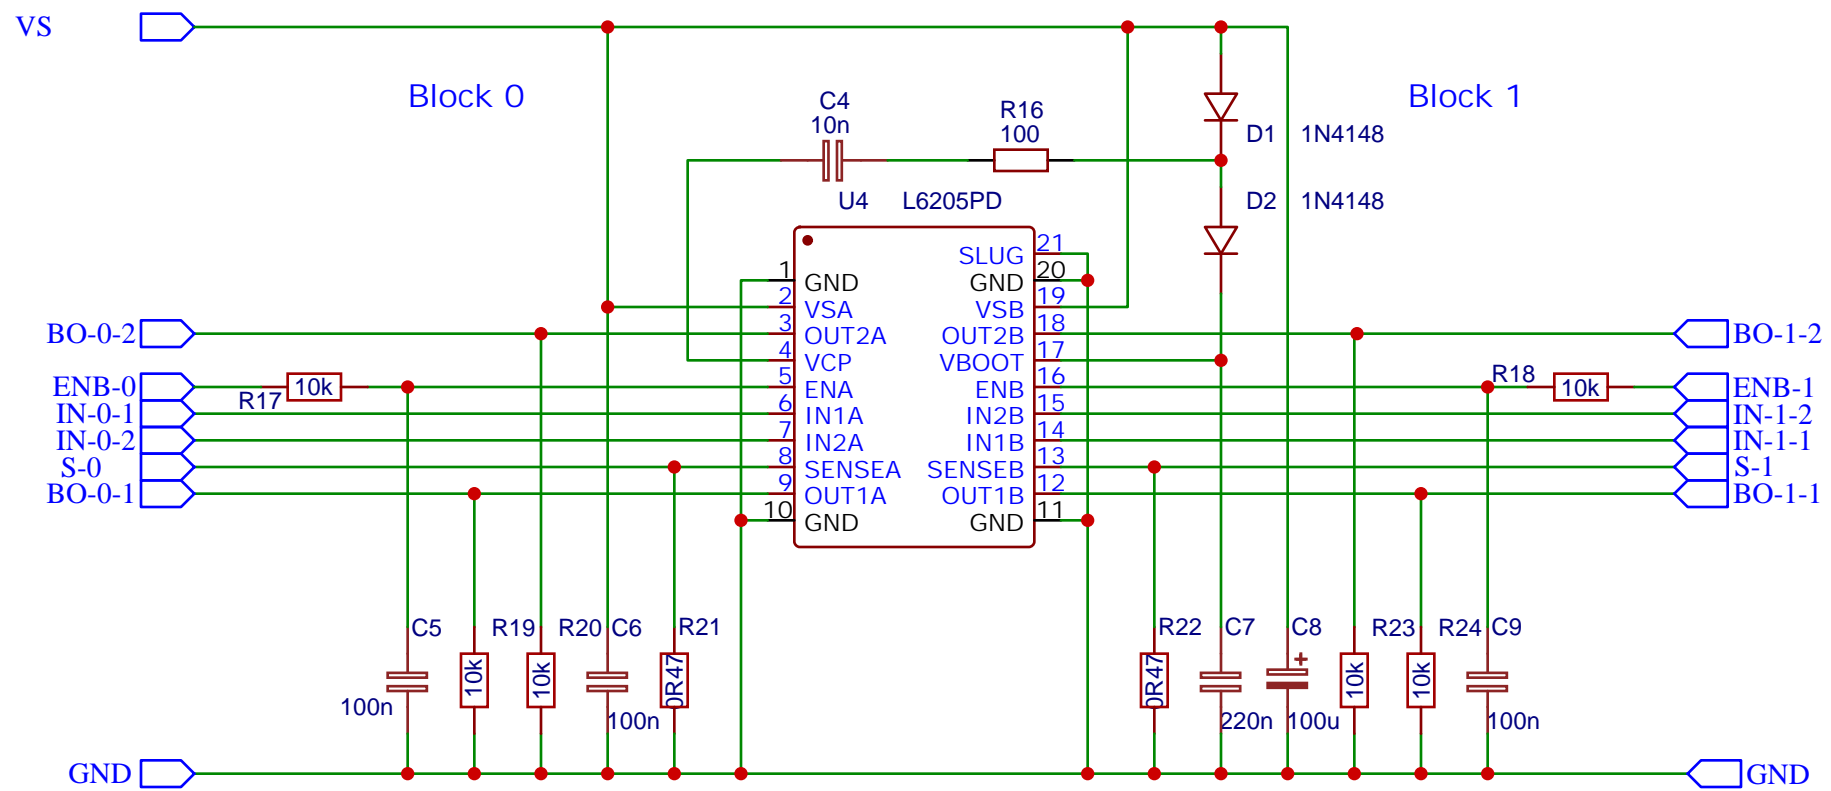 VS
Block 0
Block 1
C4
10n
R16
100
D1 1N4148
U4 L6205PD
D2 1N4148
SLUG 21
1 GND
GND 20
2 VSA
VSB 19
BO-0-2
3 OUT2A
OUT2B 18
BO-1-2
4 VCP
VBOOT 17
ENB-0
R17
10k
5 ENA
ENB 16
R18
10k
ENB-1
IN-0-1
6 IN1A
IN2B 15
IN-1-2
IN-0-2
7 IN2A
IN1B 14
IN-1-1
S-0
8 SENSEA
SENSEB 13
S-1
BO-0-1
9 OUT1A
OUT1B 12
BO-1-1
10 GND
GND 11
C5
100n
R19
10k
R20
10k
C6
100n
R21
0R47
R22
0R47
C7
220n
C8
+
100u
R23
10k
R24
10k
C9
100n
GND
GND